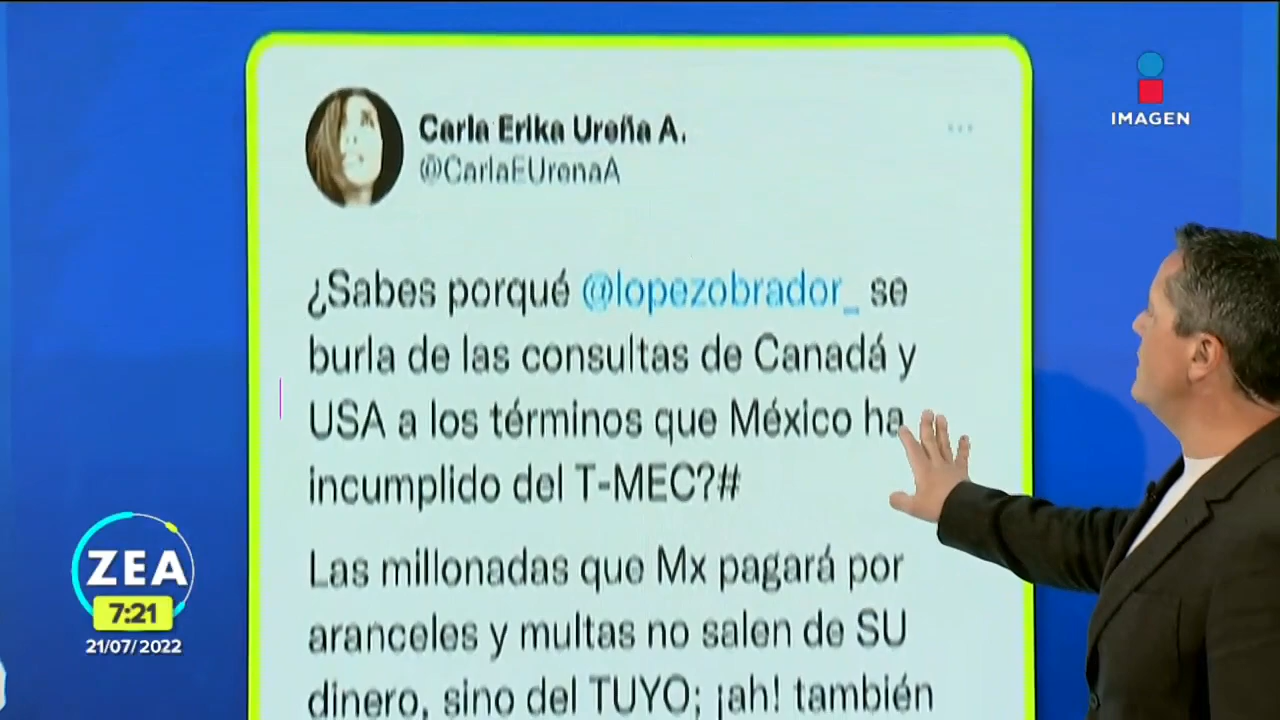 Carla Erika Ureña A.
@CarlaEUrenaA
IMAGEN
¿Sabes porqué @lopezobrador_ se
burla de las consultas de Canadá y
USA a los términos que México ha
incumplido del T-MEC?#
Las millonadas que Mx pagará por
aranceles y multas no salen de SU
dinero, sino del TUYO; ¡ah! también
ZEA
7:21
21/07/2022